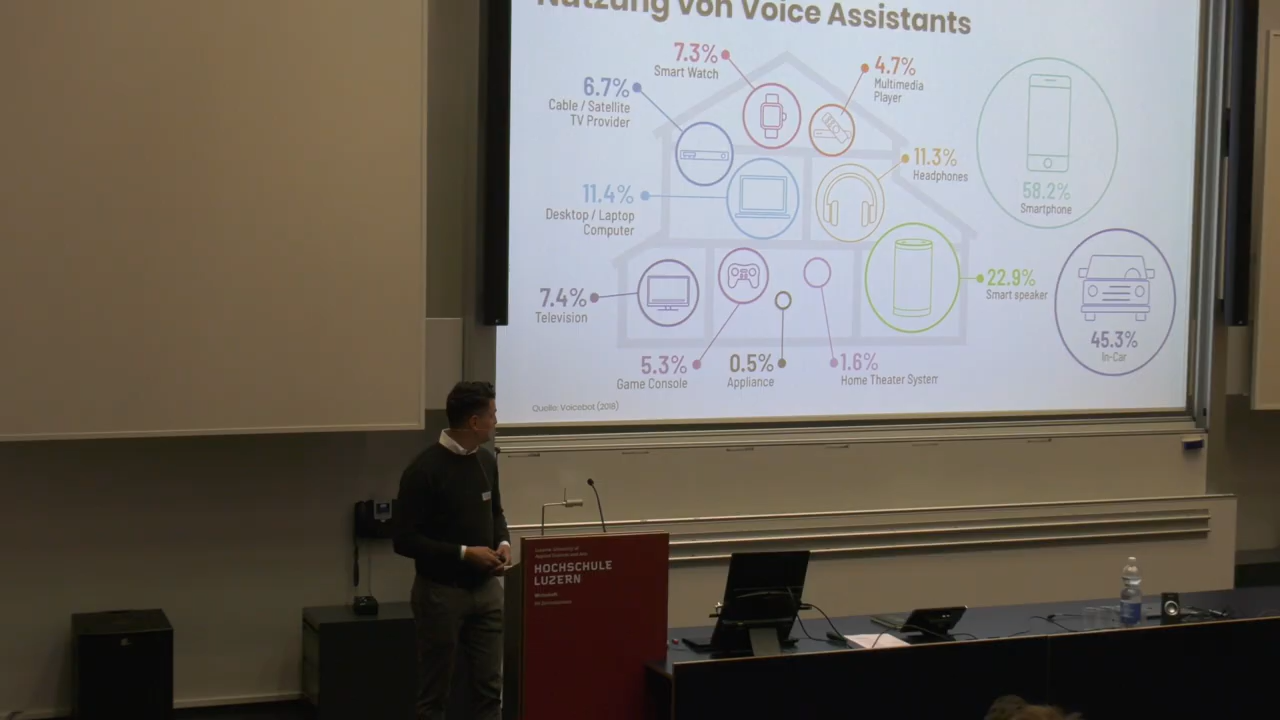 Nutzung von Voice Assistants
7.3%
Smart Watch
4.7%
Multimedia
Player
6.7%
Cable / Satellite
TV Provider
11.3%
Headphones
58.2%
Smartphone
11.4%
Desktop / Laptop
Computer
22.9%
Smart speaker
7.4%
Television
45.3%
In-Car
5.3%
Game Console
0.5%
Appliance
1.6%
Home Theater System
Quelle: Voicebot (2018)
HOCHSCHULE
LUZERN
Wirtschaft